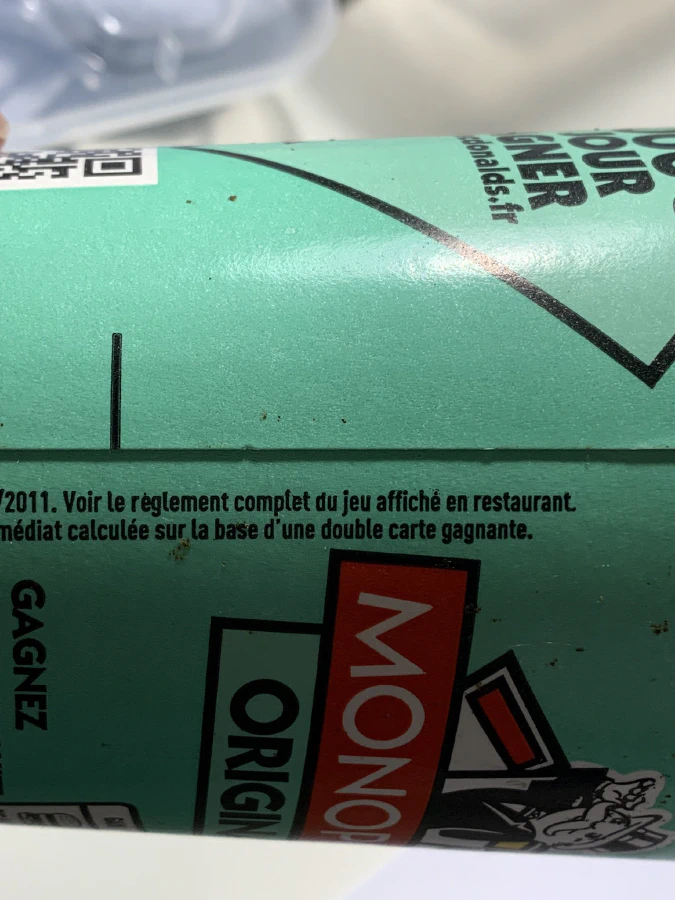 GNER
OUR
donalds.fr
/2011. Voir le règlement complet du jeu affiché en restaurant.
médiat calculée sur la base d'une double carte gagnante.
GAGNEZ
MONOP
ORIGIN